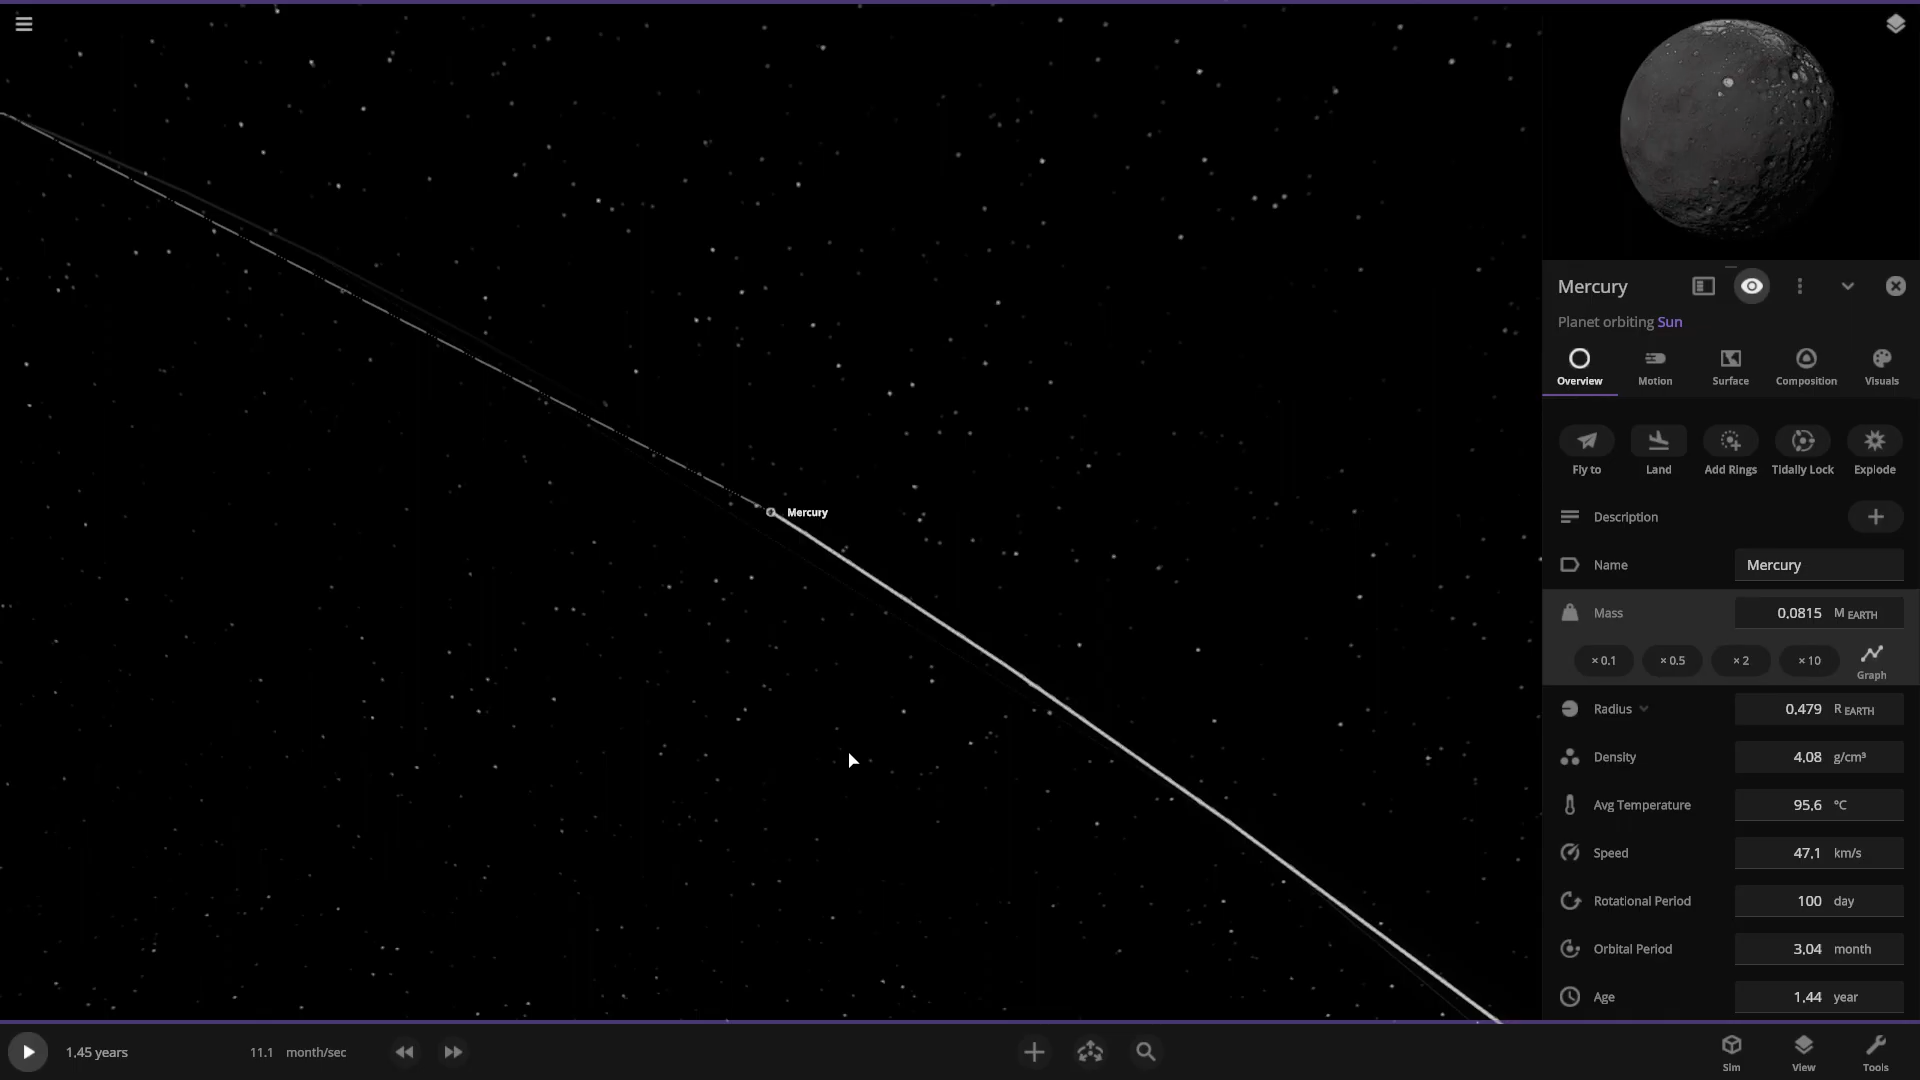 Mercury
Mercury
Planet orbiting Sun
Overview Motion Surface Composition Visuals
Fly to Land Add Rings Tidally Lock Explode
Description
Name Mercury
Mass 0.0815 M EARTH
× 0.1 × 0.5 × 2 × 10 Graph
Radius 0.479 R EARTH
Density 4.08 g/cm³
Avg Temperature 95.6 °C
Speed 47.1 km/s
Rotational Period 100 day
Orbital Period 3.04 month
Age 1.44 year
1.45 years 11.1 month/sec
Sim View Tools